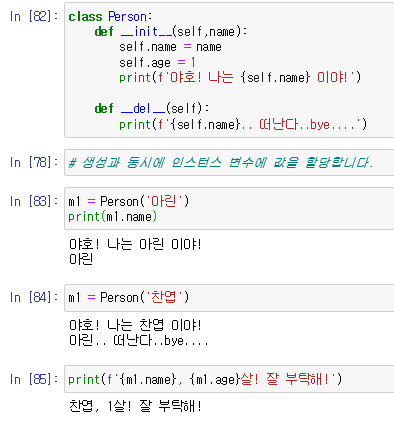 In [82]: class Person:
def __init__(self,name):
self.name = name
self.age = 1
print(f'야호! 나는 {self.name} 이야!')
def __del__(self):
print(f'{self.name}.. 떠난다..bye....')
In [78]: # 생성과 동시에 인스턴스 변수에 값을 할당합니다.
In [83]: m1 = Person('아린')
print(m1.name)
야호! 나는 아린 이야!
아린
In [84]: m1 = Person('찬엽')
야호! 나는 찬엽 이야!
아린.. 떠난다..bye....
In [85]: print(f'{m1.name}, {m1.age}살! 잘 부탁해!')
찬엽, 1살! 잘 부탁해!